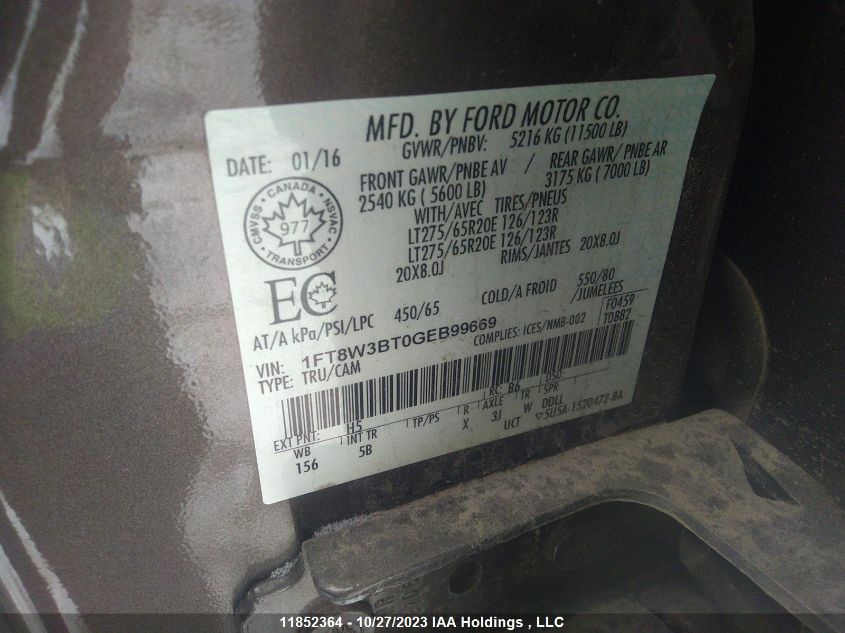 MFD. BY FORD MOTOR CO.
DATE: 01/16
GVWR/PNBV: 5216 KG (11500 LB)
FRONT GAWR/PNBE AV / REAR GAWR/ PNBE AR
2540 KG ( 5600 LB) 3175 KG ( 7000 LB)
WITH/AVEC TIRES/PNEUS
LT275/65R20E 126/123R
LT275/65R20E 126/123R
20X8.0J RIMS/JANTES 20X8.0J
CANADA
CMVSS NSVAC
977
TRANSPORT
EC
AT/A kPa/PSI/LPC 450/65 COLD/A FROID 550/80
/JUMELEES
VIN: 1FT8W3BT0GEB99669 COMPLIES: ICES/NMB-002
F0459
T0882
TYPE: TRU/CAM
EXT PNT: H5 RC: B6 DSO:
WB INT TR TP/PS R AXLE TR SPR
156 5B X 3J W DDLL
UCT 5U5A-1520472-BA
11852364 - 10/27/2023 IAA Holdings , LLC